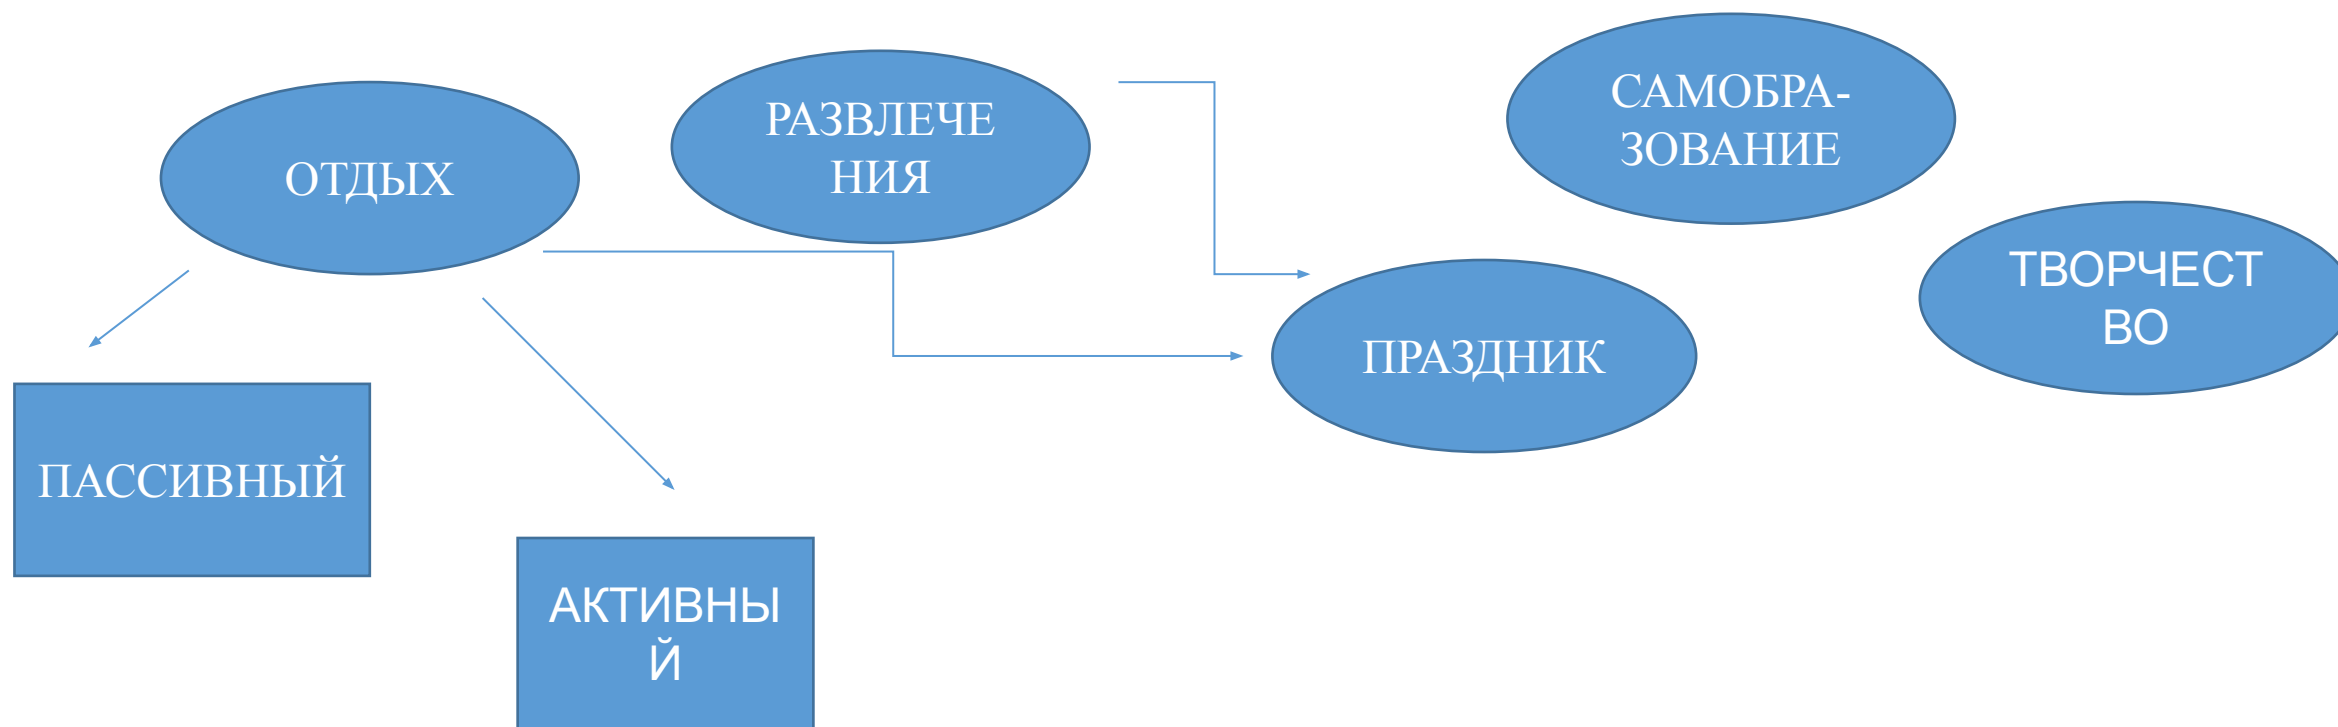 ОТДЫХ
РАЗВЛЕЧЕ
НИЯ
САМОБРА-
ЗОВАНИЕ
ТВОРЧЕСТ
ВО
ПРАЗДНИК
ПАССИВНЫЙ
АКТИВНЫ
Й